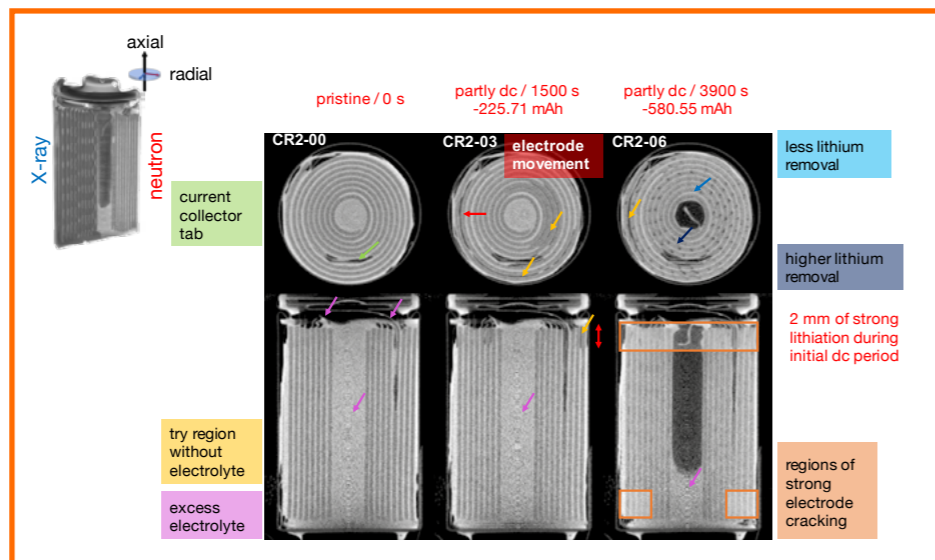 axial
radial
X-ray
neutron
pristine / 0 s
partly dc / 1500 s
-225.71 mAh
partly dc / 3900 s
-580.55 mAh
CR2-00
CR2-03
electrode
movement
CR2-06
less lithium
removal
current
collector
tab
higher lithium
removal
2 mm of strong
lithiation during
initial dc period
try region
without
electrolyte
excess
electrolyte
regions of
strong
electrode
cracking